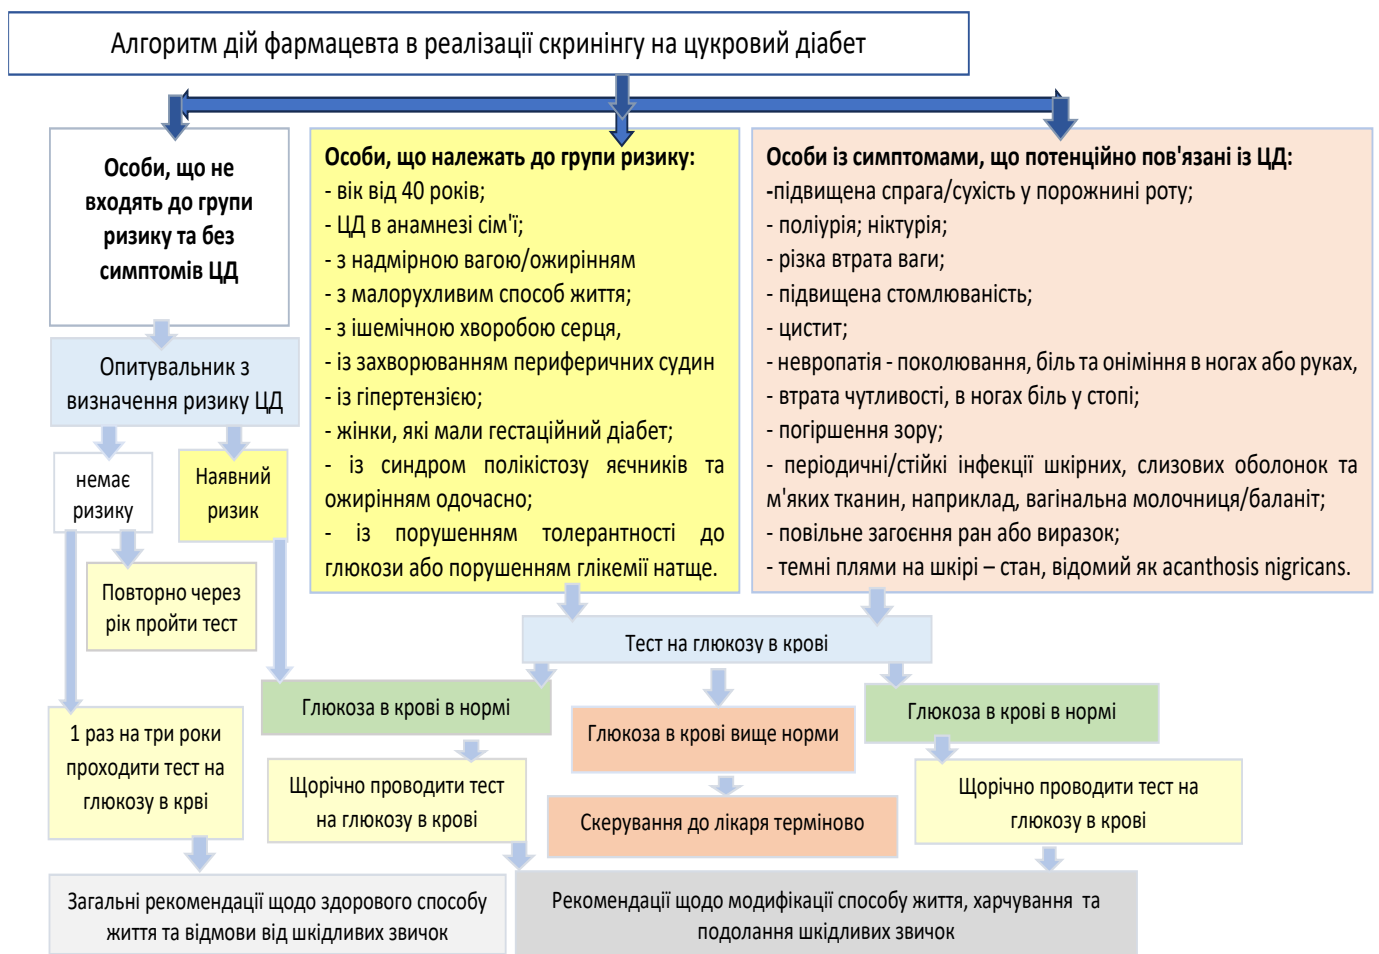 Алгоритм дій фармацевта в реалізації скринінгу на цукровий діабет
Особи, що не
входять до групи
ризику та без
симптомів ЦД
Опитувальник з
визначення ризику ЦД
немає
ризику
Наявний
ризик
Повторно через
рік пройти тест
1 раз на три роки
проходити тест на
глюкозу в крві
Особи, що належать до групи ризику:
- вік від 40 років;
- ЦД в анамнезі сім'ї;
- з надмірною вагою/ожирінням
- з малорухливим способ життя;
- з ішемічною хворобою серця,
- із захворюванням периферичних судин
- із гіпертензією;
- жінки, які мали гестаційний діабет;
- із синдром полікістозу яєчників та
ожирінням одочасно;
- із порушенням толерантності до
глюкози або порушенням глікемії натще.
Особи із симптомами, що потенційно пов'язані із ЦД:
-підвищена спрага/сухість у порожнині роту;
- поліурія; ніктурія;
- різка втрата ваги;
- підвищена стомлюваність;
- цистит;
- невропатія - поколювання, біль та оніміння в ногах або руках,
- втрата чутливості, в ногах біль у стопі;
- погіршення зору;
- періодичні/стійкі інфекції шкірних, слизових оболонок та
м'яких тканин, наприклад, вагінальна молочниця/баланіт;
- повільне загоєння ран або виразок;
- темні плями на шкірі – стан, відомий як acanthosis nigricans.
Тест на глюкозу в крові
Глюкоза в крові в нормі
Глюкоза в крові вище норми
Глюкоза в крові в нормі
Щорічно проводити тест
на глюкозу в крові
Скерування до лікаря терміново
Щорічно проводити тест на
глюкозу в крові
Загальні рекомендації щодо здорового способу
життя та відмови від шкідливих звичок
Рекомендації щодо модифікації способу життя, харчування та
подолання шкідливих звичок